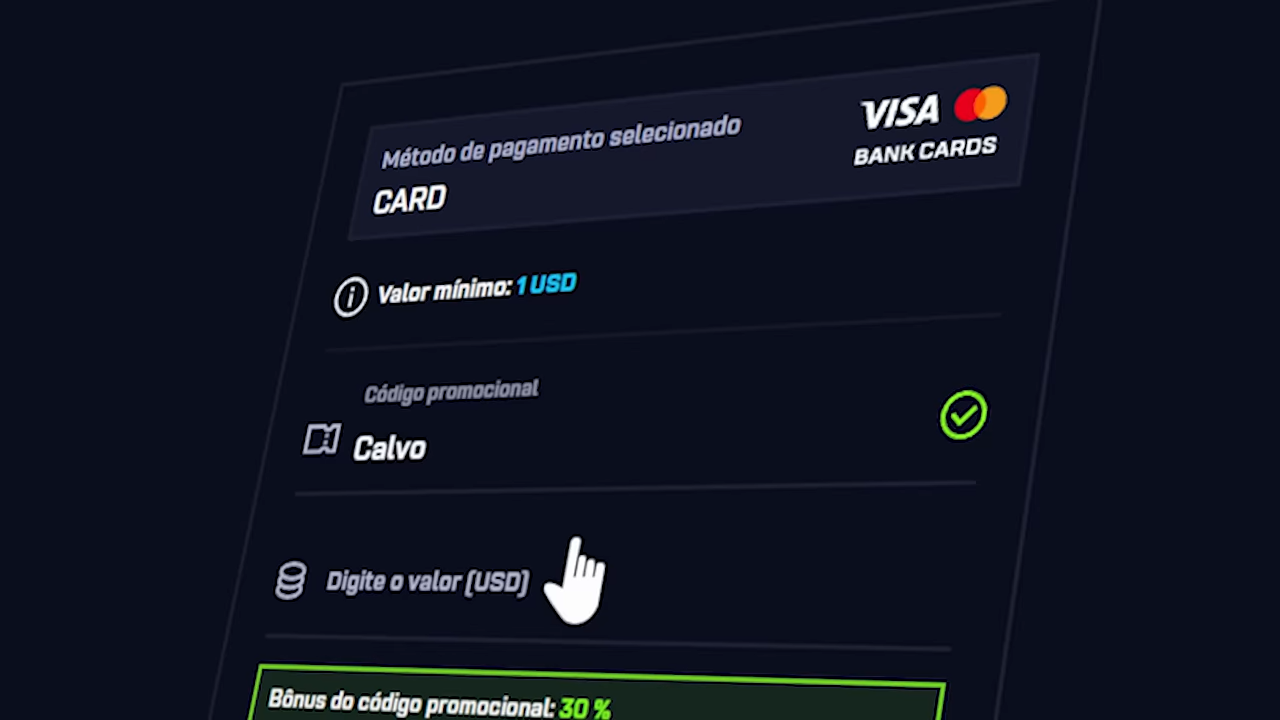 Método de pagamento selecionado
CARD
VISA
BANK CARDS
Valor mínimo: 1 USD
Código promocional
Calvo
Digite o valor (USD)
Bônus do código promocional: 30 %